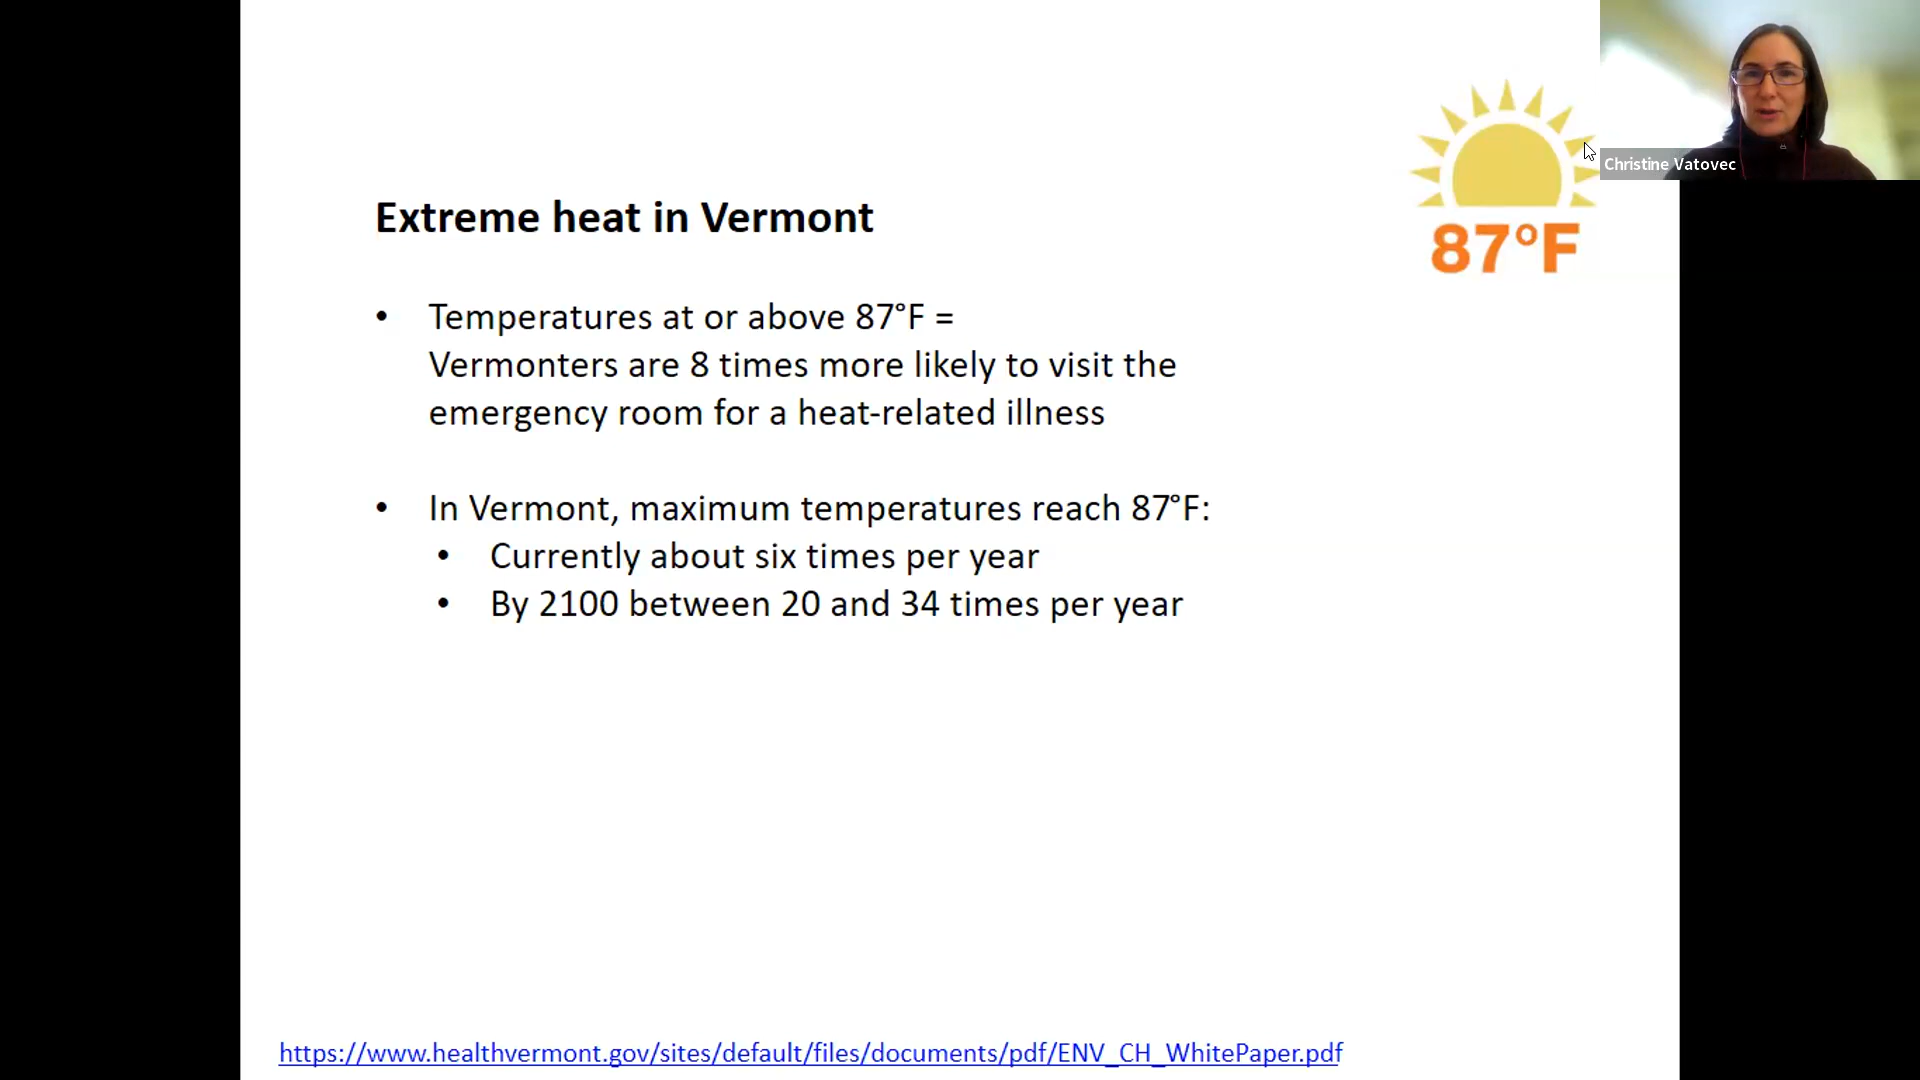 Christine Vatovec
87°F
Extreme heat in Vermont
• Temperatures at or above 87°F =
Vermonters are 8 times more likely to visit the
emergency room for a heat-related illness
• In Vermont, maximum temperatures reach 87°F:
• Currently about six times per year
• By 2100 between 20 and 34 times per year
https://www.healthvermont.gov/sites/default/files/documents/pdf/ENV_CH_WhitePaper.pdf